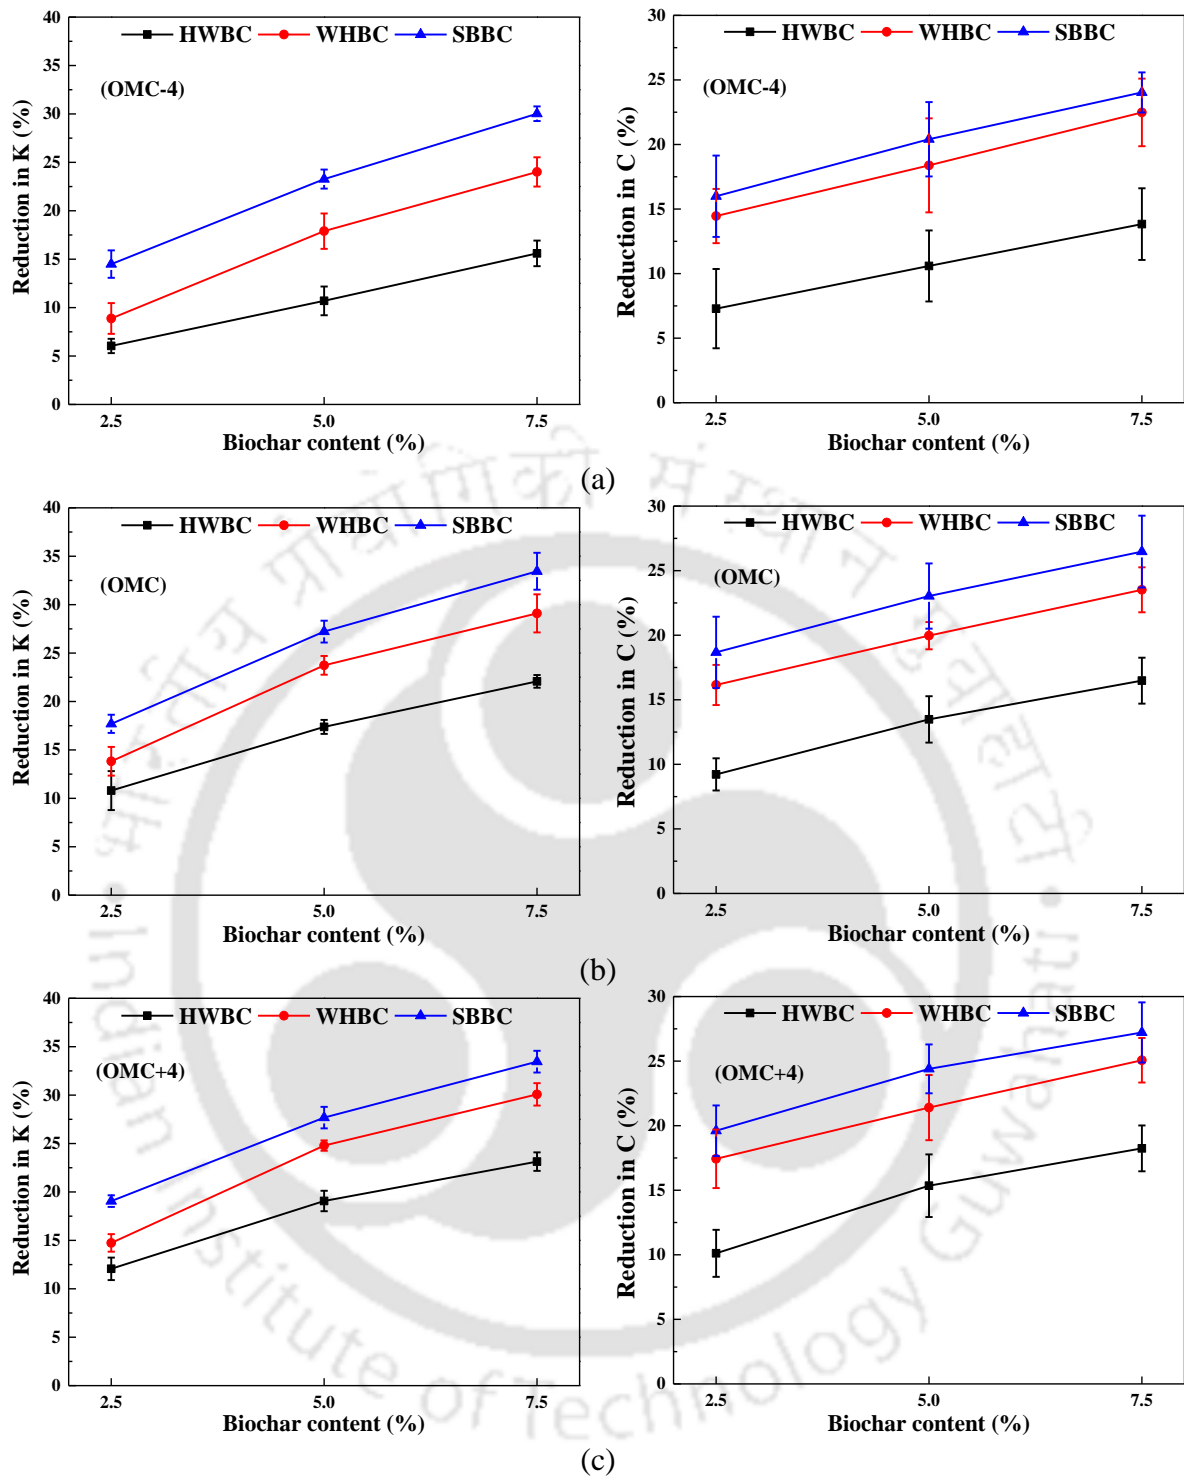 HWBC WHBC SBBC
(OMC-4)
Reduction in K (%)
40
35
30
25
20
15
10
5
0
2.5 5.0 7.5
Biochar content (%)
HWBC WHBC SBBC
(OMC-4)
Reduction in C (%)
30
25
20
15
10
5
0
2.5 5.0 7.5
Biochar content (%)
(a)
HWBC WHBC SBBC
(OMC)
Reduction in K (%)
40
35
30
25
20
15
10
5
0
2.5 5.0 7.5
Biochar content (%)
HWBC WHBC SBBC
(OMC)
Reduction in C (%)
30
25
20
15
10
5
0
2.5 5.0 7.5
Biochar content (%)
(b)
HWBC WHBC SBBC
(OMC+4)
Reduction in K (%)
40
35
30
25
20
15
10
5
0
2.5 5.0 7.5
Biochar content (%)
HWBC WHBC SBBC
(OMC+4)
Reduction in C (%)
30
25
20
15
10
5
0
2.5 5.0 7.5
Biochar content (%)
(c)
Indian Institute of Technology Guwahati